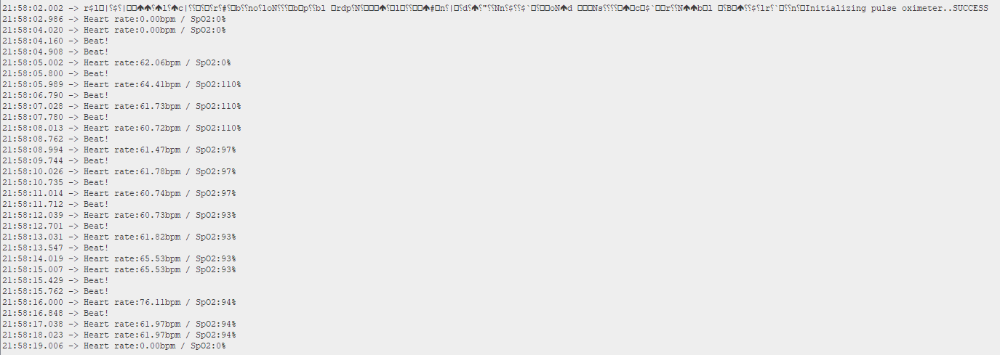 21:58:02.002 -> Initializing pulse oximeter..SUCCESS
21:58:02.986 -> Heart rate:0.00bpm / SpO2:0%
21:58:04.020 -> Heart rate:0.00bpm / SpO2:0%
21:58:04.160 -> Beat!
21:58:04.908 -> Beat!
21:58:05.002 -> Heart rate:62.06bpm / SpO2:0%
21:58:05.800 -> Beat!
21:58:05.989 -> Heart rate:64.41bpm / SpO2:110%
21:58:06.790 -> Beat!
21:58:07.028 -> Heart rate:61.73bpm / SpO2:110%
21:58:07.780 -> Beat!
21:58:08.013 -> Heart rate:60.72bpm / SpO2:110%
21:58:08.762 -> Beat!
21:58:08.994 -> Heart rate:61.47bpm / SpO2:97%
21:58:09.744 -> Beat!
21:58:10.026 -> Heart rate:61.78bpm / SpO2:97%
21:58:10.735 -> Beat!
21:58:11.014 -> Heart rate:60.74bpm / SpO2:97%
21:58:11.712 -> Beat!
21:58:12.039 -> Heart rate:60.73bpm / SpO2:93%
21:58:12.701 -> Beat!
21:58:13.031 -> Heart rate:61.82bpm / SpO2:93%
21:58:13.547 -> Beat!
21:58:14.019 -> Heart rate:65.53bpm / SpO2:93%
21:58:15.007 -> Heart rate:65.53bpm / SpO2:93%
21:58:15.429 -> Beat!
21:58:15.762 -> Beat!
21:58:16.000 -> Heart rate:76.11bpm / SpO2:94%
21:58:16.848 -> Beat!
21:58:17.038 -> Heart rate:61.97bpm / SpO2:94%
21:58:18.023 -> Heart rate:61.97bpm / SpO2:94%
21:58:19.006 -> Heart rate:0.00bpm / SpO2:0%